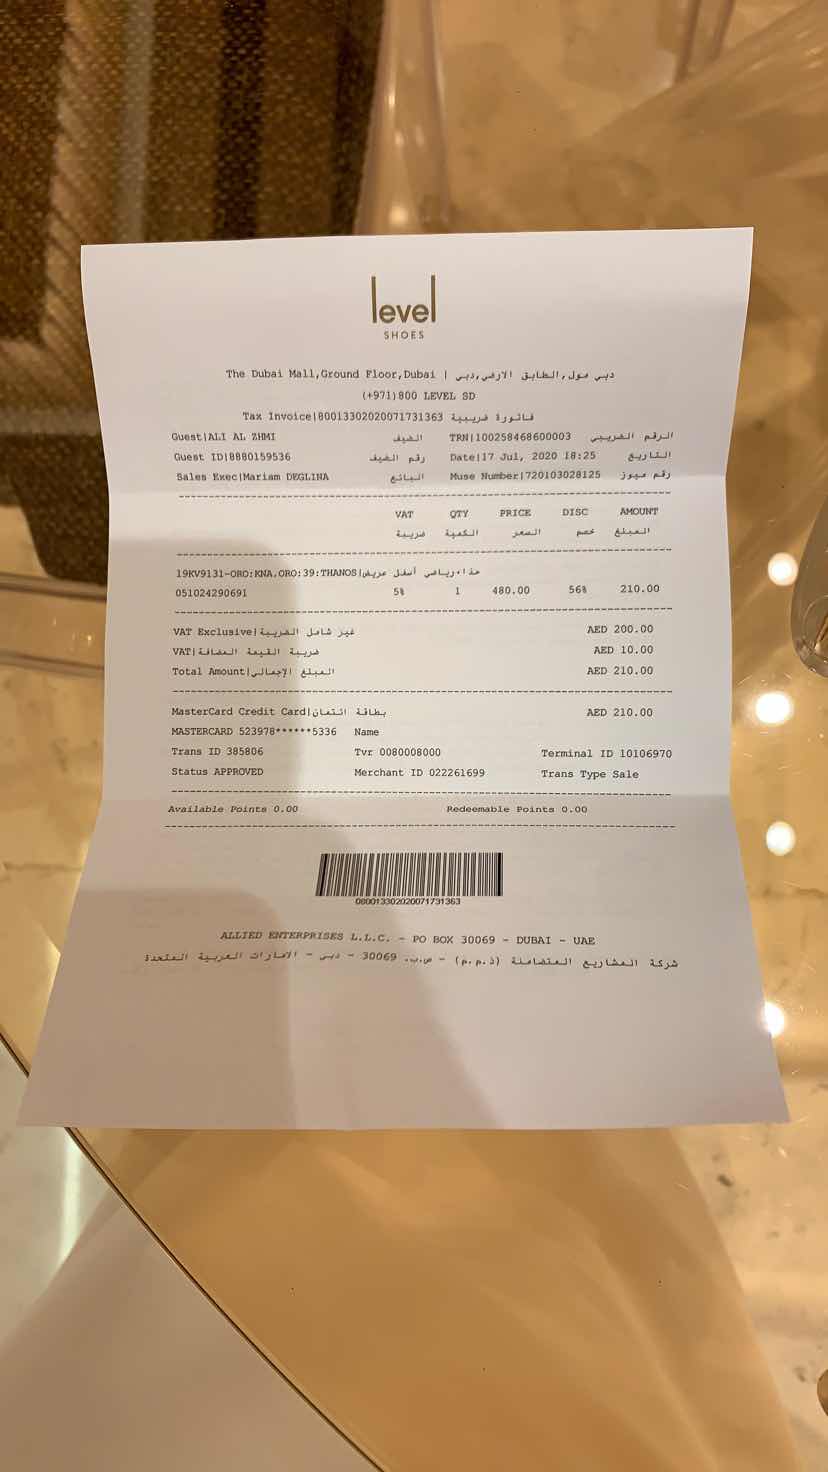 level
SHOES
The Dubai Mall,Ground Floor,Dubai | دبي مول,الطابق الارضي,دبي
(+971)800 LEVEL SD
Tax Invoice|80013302020071731363 فاتورة ضريبية
Guest|ALI AL ZHMI الضيف TRN|100258468600003 الرقم الضريبي
Guest ID|8880159536 رقم الضيف Date|17 Jul, 2020 18:25 التاريخ
Sales Exec|Mariam DEGLINA البائع Muse Number|720103028125 رقم ميوز
VAT QTY PRICE DISC AMOUNT
ضريبة الكمية السعر خصم المبلغ
19KV9131-ORO:KNA.ORO:39:THANOS|حذاء رياضي أسفل عريض
051024290691 5% 1 480.00 56% 210.00
VAT Exclusive|غير شامل الضريبة AED 200.00
VAT|ضريبة القيمة المضافة AED 10.00
Total Amount|المبلغ الإجمالي AED 210.00
MasterCard Credit Card|بطاقة ائتمان AED 210.00
MASTERCARD 523978******5336 Name
Trans ID 385806 Tvr 0080008000 Terminal ID 10106970
Status APPROVED Merchant ID 022261699 Trans Type Sale
Available Points 0.00 Redeemable Points 0.00
080013302020071731363
ALLIED ENTERPRISES L.L.C. - PO BOX 30069 - DUBAI - UAE
شركة المشاريع المتضامنة (ذ.م.م) - ص.ب. 30069 - دبي - الامارات العربية المتحدة